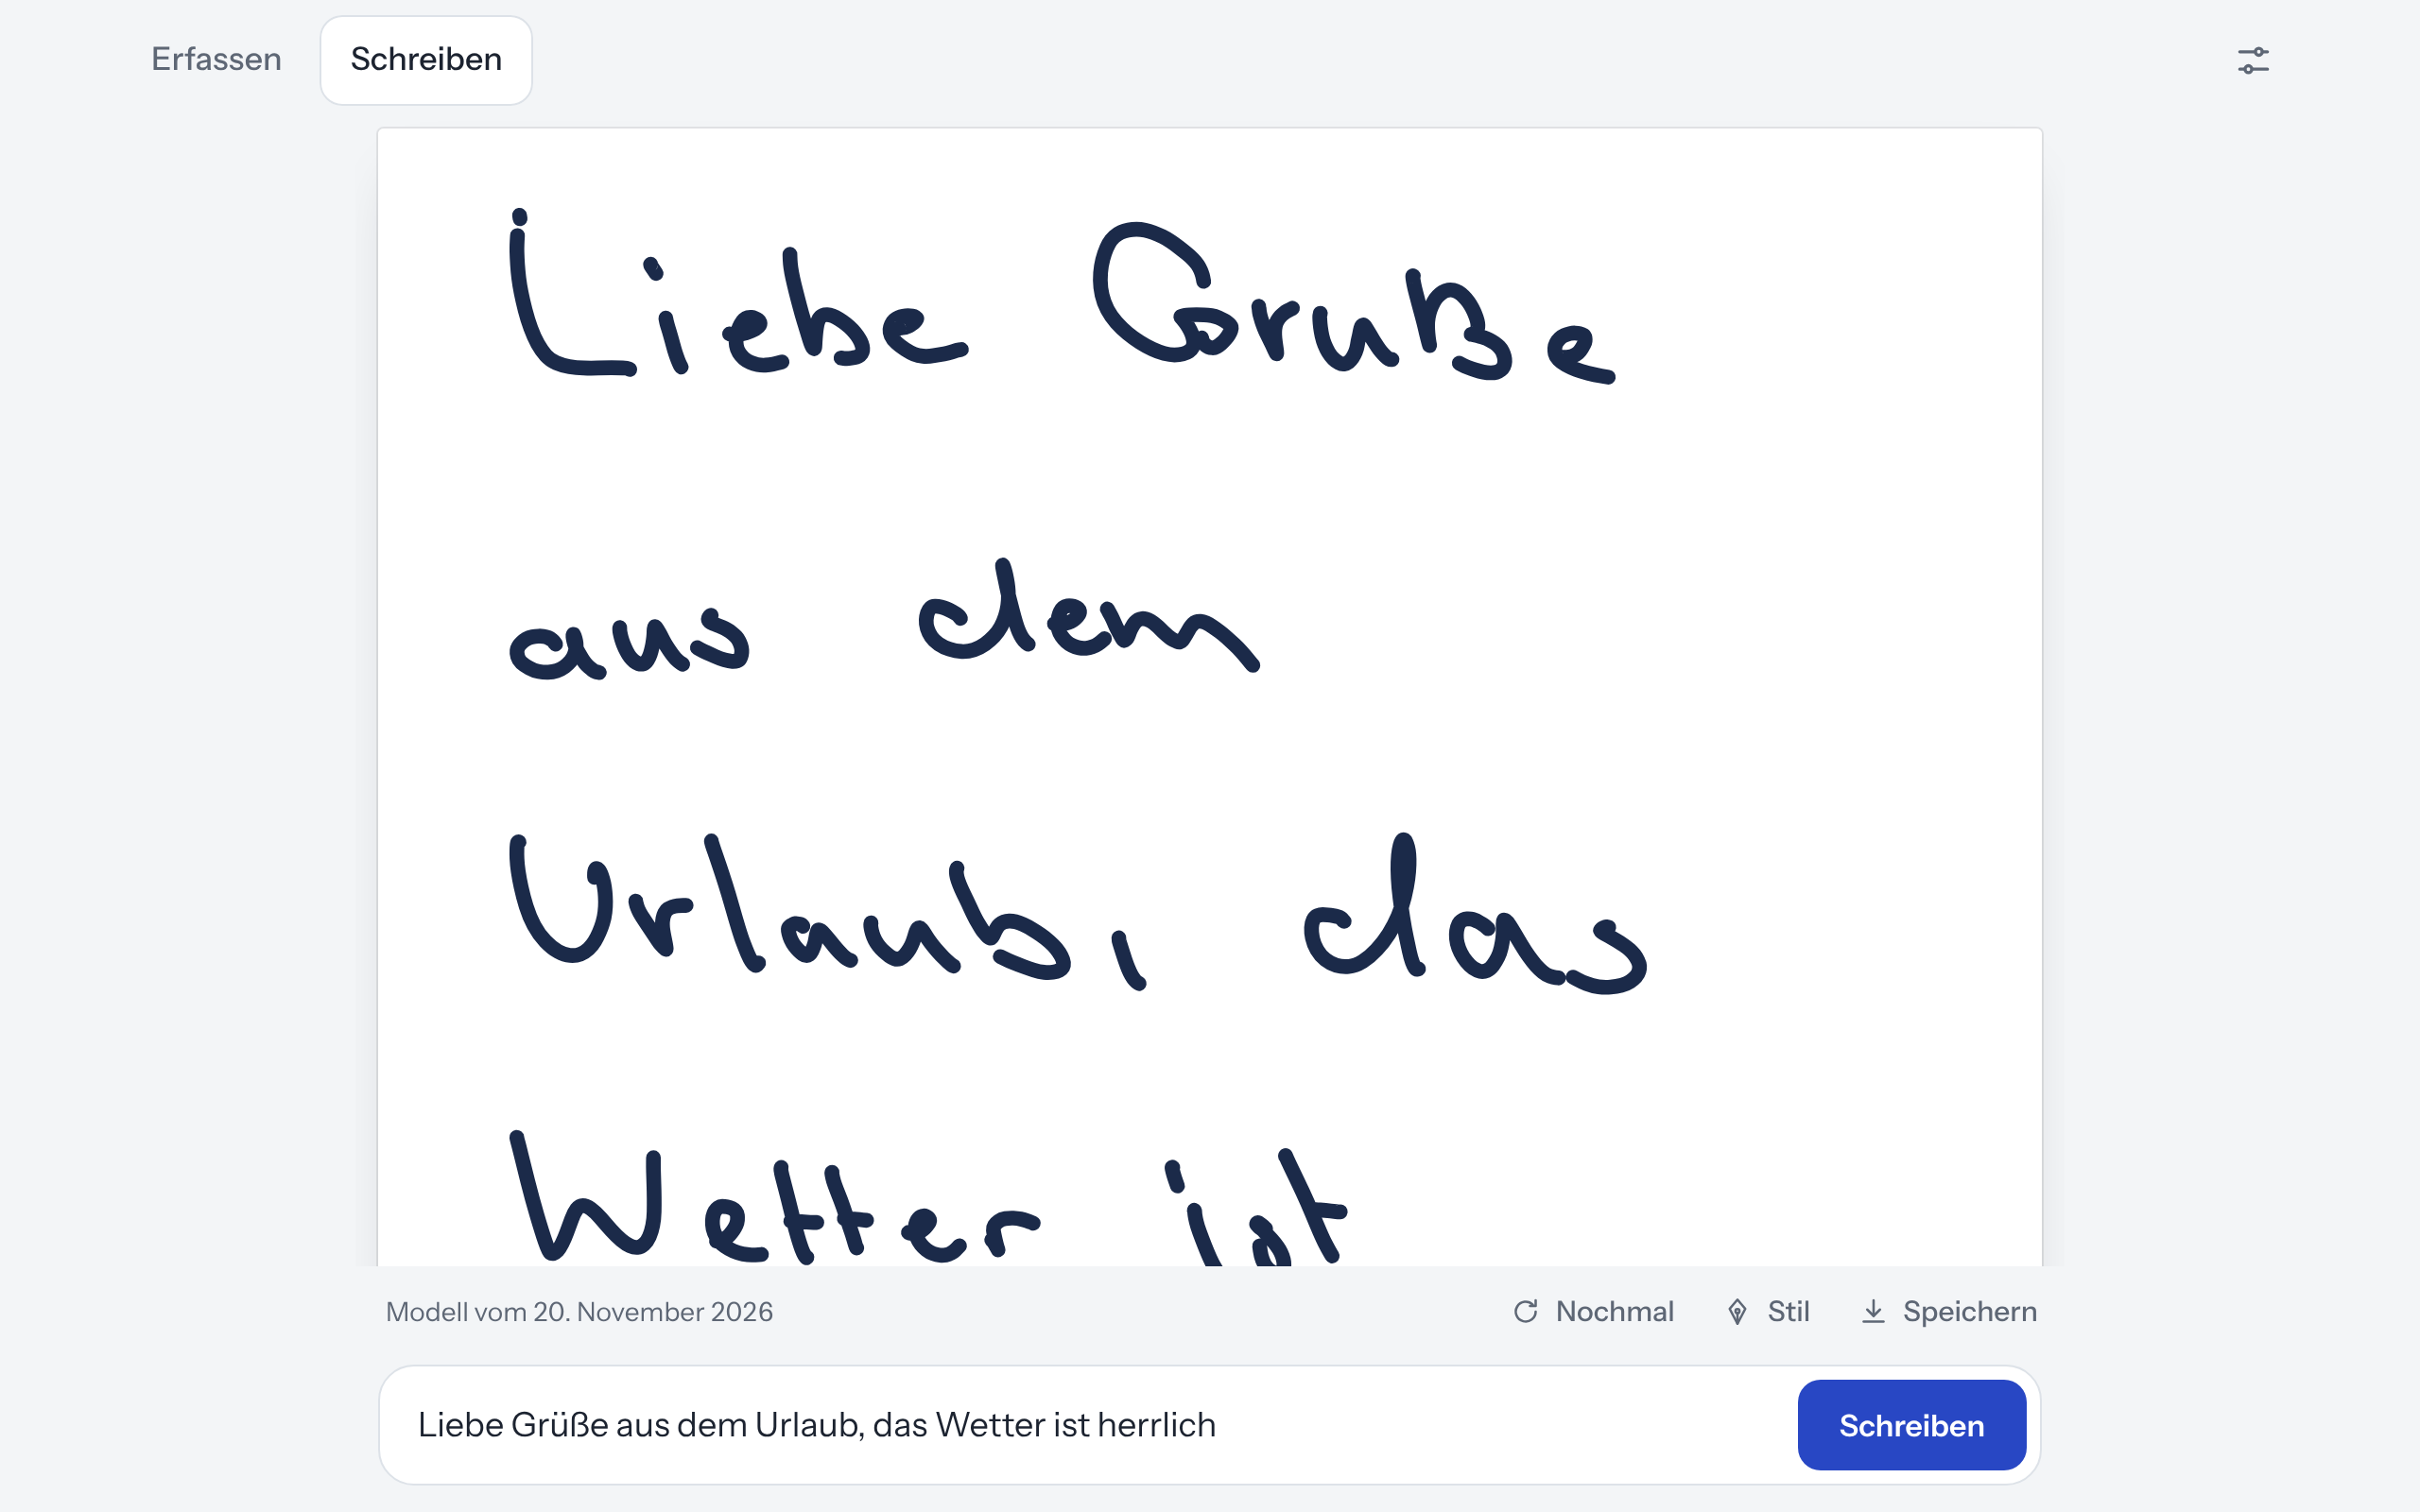 Erfassen Schreiben
Liebe Gruße
aus dem
Urlaub, das
Wetter ist
Modell vom 20. November 2026 Nochmal Stil Speichern
Liebe Grüße aus dem Urlaub, das Wetter ist herrlich Schreiben